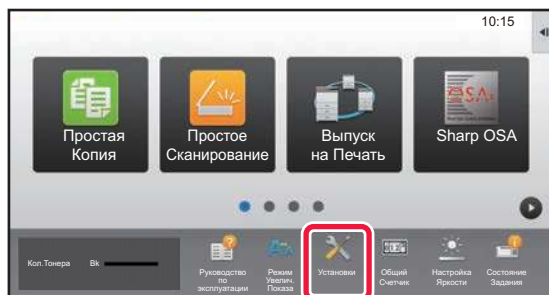 10:15
Простая
Копия
Простое
Сканирование
Выпуск
на Печать
Sharp OSA
Кол.Тонера Bk
Руководство
по
эксплуатации
Режим
Увелич.
Показа
Установки
Общий
Счетчик
Настройка
Яркости
Состояние
Задания